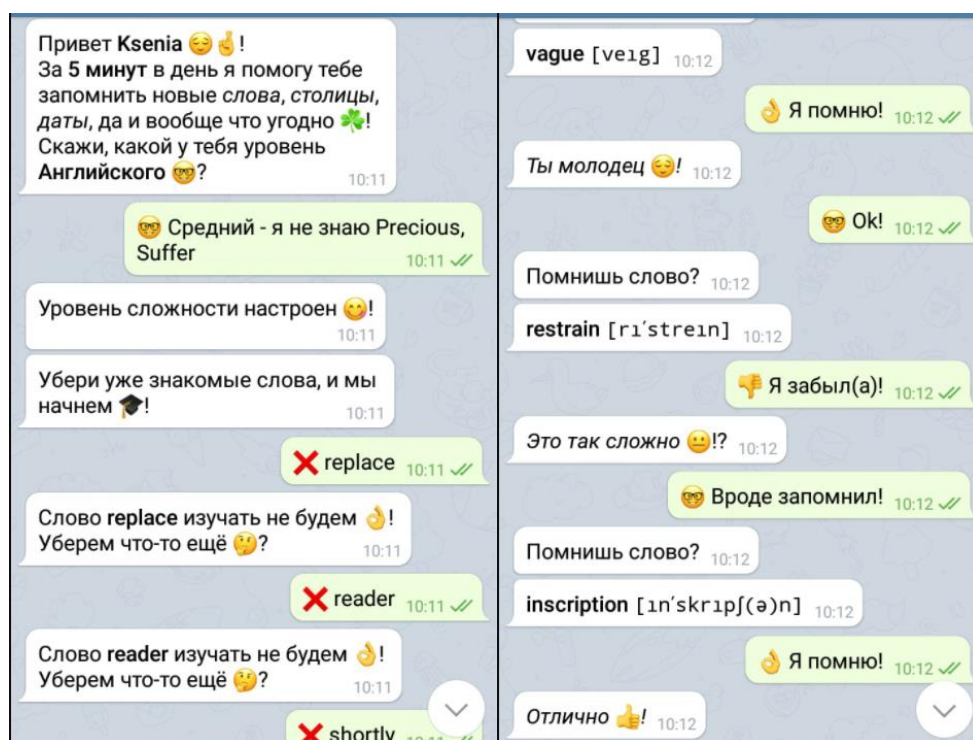 Привет Ksenia 😌🤞!
За 5 минут в день я помогу тебе
запомнить новые слова, столицы,
даты, да и вообще что угодно ☘️!
Скажи, какой у тебя уровень
Английского 🤓?
10:11
🤓 Средний - я не знаю Precious,
Suffer
10:11
Уровень сложности настроен 😋!
10:11
Убери уже знакомые слова, и мы
начнем 🎓!
10:11
❌ replace 10:11
Слово replace изучать не будем 👌!
Уберем что-то ещё 🤔?
10:11
❌ reader 10:11
Слово reader изучать не будем 👌!
Уберем что-то ещё 🤔?
10:11
❌ shortly
vague [veɪg] 10:12
👌 Я помню! 10:12
Ты молодец 😌! 10:12
🤓 Ok! 10:12
Помнишь слово? 10:12
restrain [rɪ′streɪn] 10:12
👎 Я забыл(а)! 10:12
Это так сложно 😐!? 10:12
🤓 Вроде запомнил! 10:12
Помнишь слово? 10:12
inscription [ɪn′skrɪpʃ(ə)n] 10:12
👌 Я помню! 10:12
Отлично 👍! 10:12